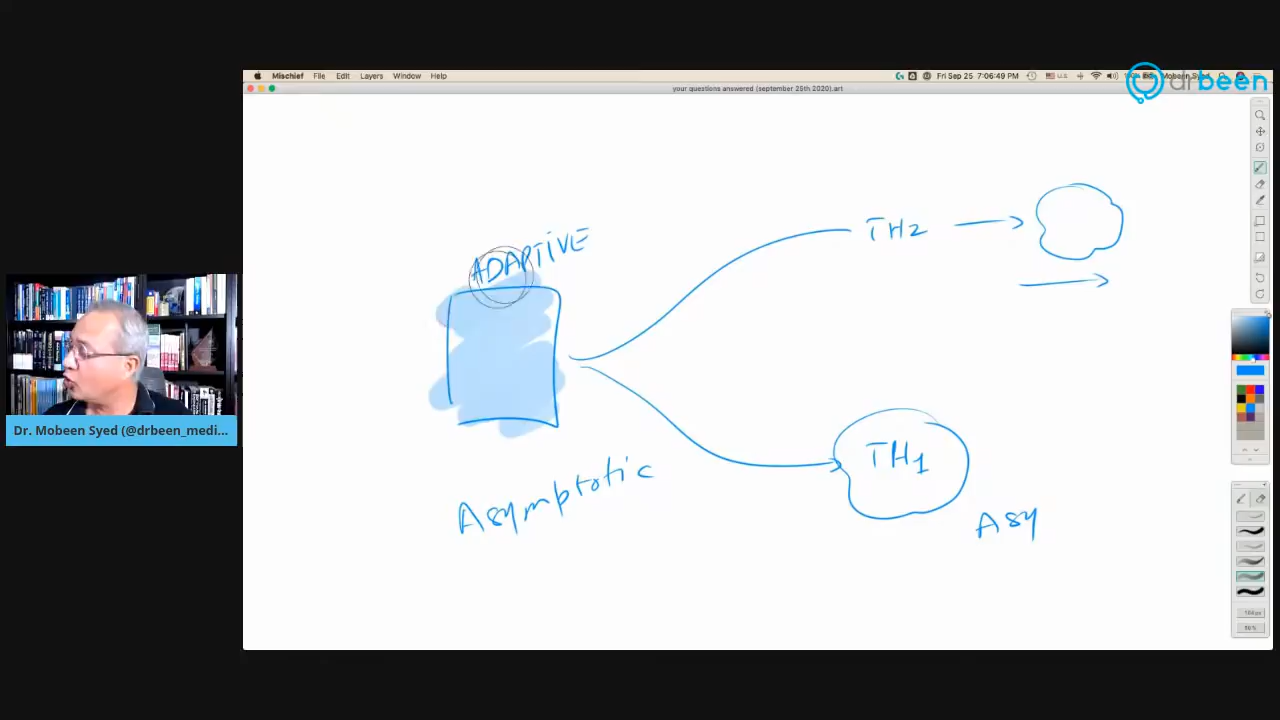 Mischief File Edit Layers Window Help
Fri Sep 25 7:06:49 PM
drbeen
your questions answered (september 25th 2020).art
TH2
ADAPTIVE
Dr. Mobeen Syed (@drbeen_medi...
TH1
Asymptotic
Asy